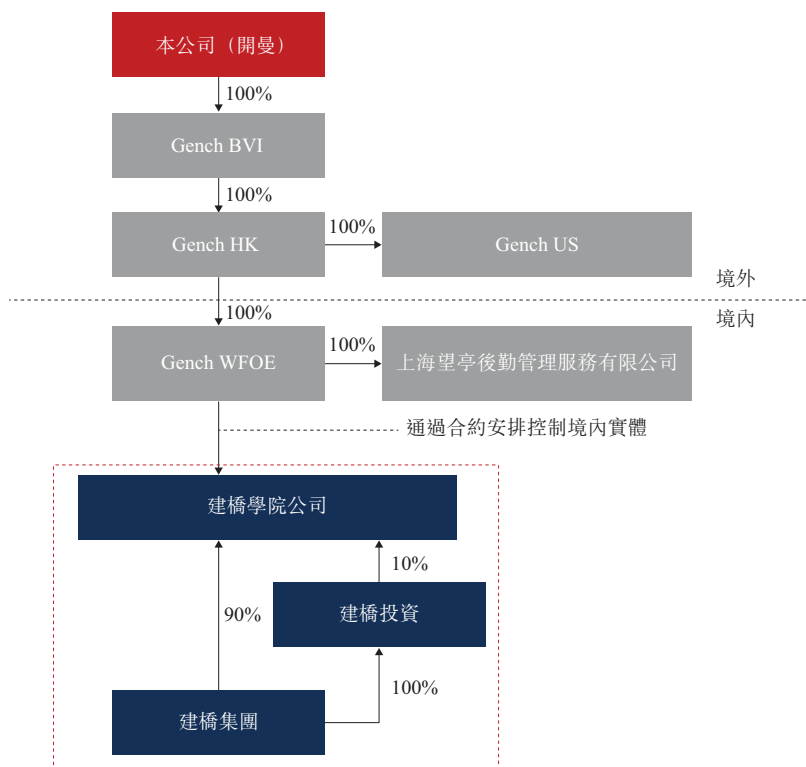 本公司（開曼）
100%
Gench BVI
100%
Gench HK
100%
Gench US
境外
境內
100%
Gench WFOE
100%
上海望亭後勤管理服務有限公司
通過合約安排控制境內實體
建橋學院公司
10%
90%
建橋投資
100%
建橋集團